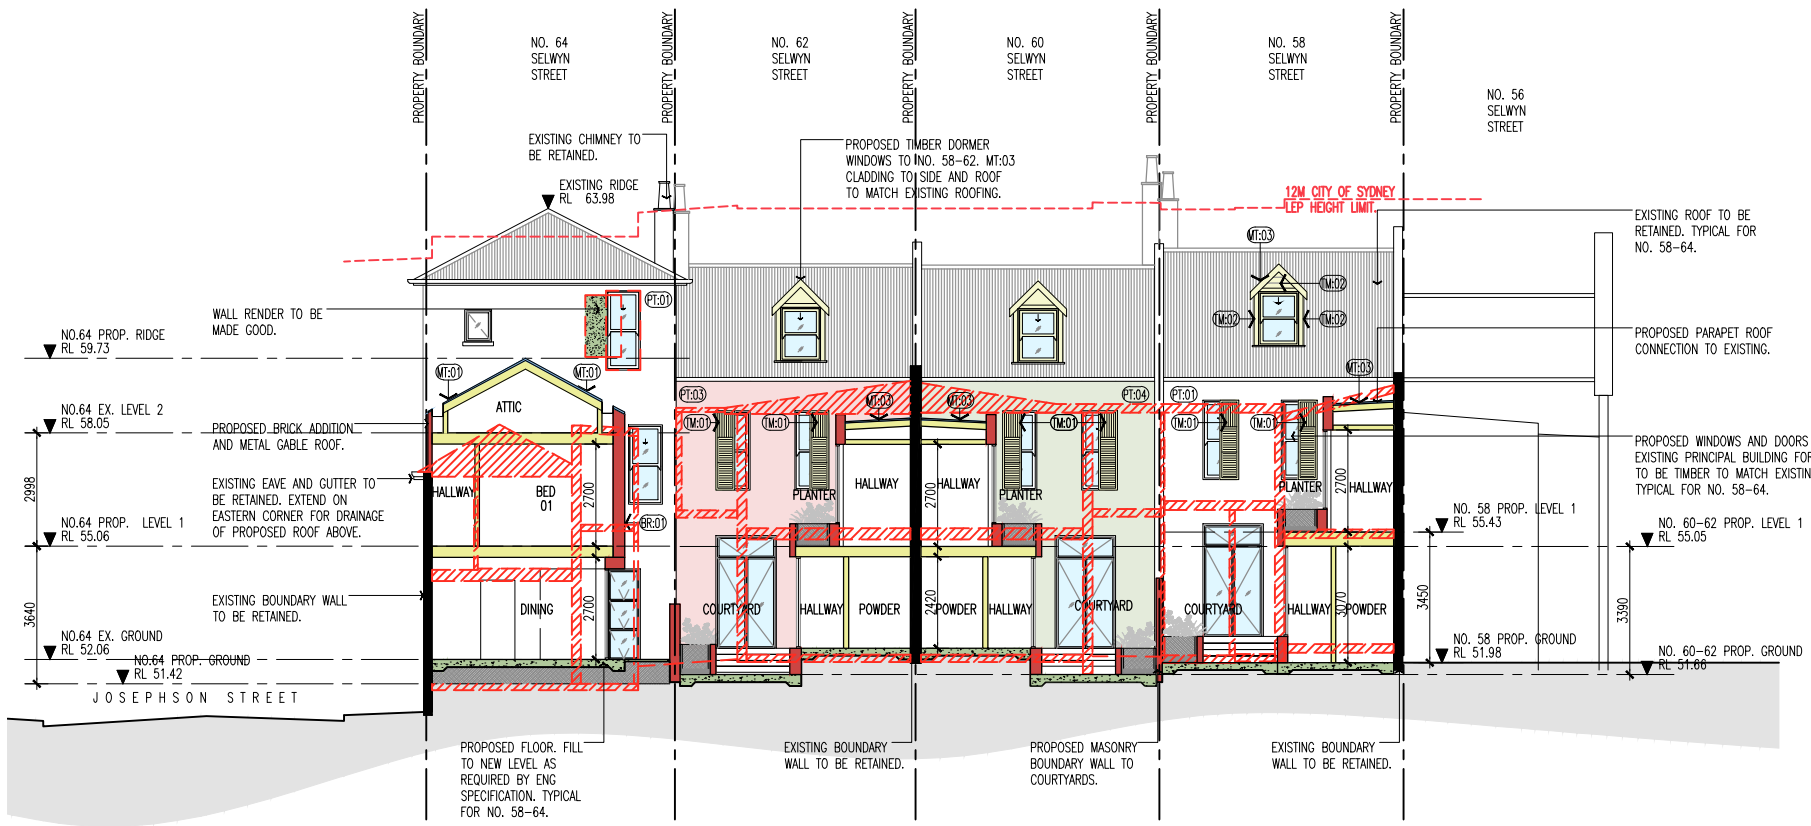 PROPERTY BOUNDARY
NO. 64
SELWYN
STREET
PROPERTY BOUNDARY
NO. 62
SELWYN
STREET
PROPERTY BOUNDARY
NO. 60
SELWYN
STREET
PROPERTY BOUNDARY
NO. 58
SELWYN
STREET
PROPERTY BOUNDARY
NO. 56
SELWYN
STREET
EXISTING CHIMNEY TO
BE RETAINED.
EXISTING RIDGE
RL 63.98
PROPOSED TIMBER DORMER
WINDOWS TO NO. 58-62. MT:03
CLADDING TO SIDE AND ROOF
TO MATCH EXISTING ROOFING.
12M CITY OF SYDNEY
LEP HEIGHT LIMIT.
EXISTING ROOF TO BE
RETAINED. TYPICAL FOR
NO. 58-64.
MT:03
TM:02
TM:02
TM:02
PT:01
WALL RENDER TO BE
MADE GOOD.
PROPOSED PARAPET ROOF
CONNECTION TO EXISTING.
NO.64 PROP. RIDGE
RL 59.73
MT:01
MT:01
MT:03
PT:03
MT:03
MT:03
PT:04
PT:01
ATTIC
NO.64 EX. LEVEL 2
RL 58.05
PROPOSED BRICK ADDITION
AND METAL GABLE ROOF.
TM:01
TM:01
TM:01
TM:01
TM:01
PROPOSED WINDOWS AND DOORS
EXISTING PRINCIPAL BUILDING FOR
TO BE TIMBER TO MATCH EXISTIN
TYPICAL FOR NO. 58-64.
EXISTING EAVE AND GUTTER TO
BE RETAINED. EXTEND ON
EASTERN CORNER FOR DRAINAGE
OF PROPOSED ROOF ABOVE.
2998
HALLWAY
BED
01
2700
PLANTER
HALLWAY
2700
HALLWAY
PLANTER
PLANTER
2700
HALLWAY
BR:01
NO.64 PROP. LEVEL 1
RL 55.06
NO. 58 PROP. LEVEL 1
RL 55.43
NO. 60-62 PROP. LEVEL 1
RL 55.05
EXISTING BOUNDARY WALL
TO BE RETAINED.
3640
DINING
2700
COURTYARD
HALLWAY
POWDER
2420
POWDER
HALLWAY
COURTYARD
COURTYARD
HALLWAY
3070
POWDER
3450
3390
NO.64 EX. GROUND
RL 52.06
NO.64 PROP. GROUND
RL 51.42
NO. 58 PROP. GROUND
RL 51.98
NO. 60-62 PROP. GROUND
RL 51.66
JOSEPHSON STREET
PROPOSED FLOOR. FILL
TO NEW LEVEL AS
REQUIRED BY ENG
SPECIFICATION. TYPICAL
FOR NO. 58-64.
EXISTING BOUNDARY
WALL TO BE RETAINED.
PROPOSED MASONRY
BOUNDARY WALL TO
COURTYARDS.
EXISTING BOUNDARY
WALL TO BE RETAINED.